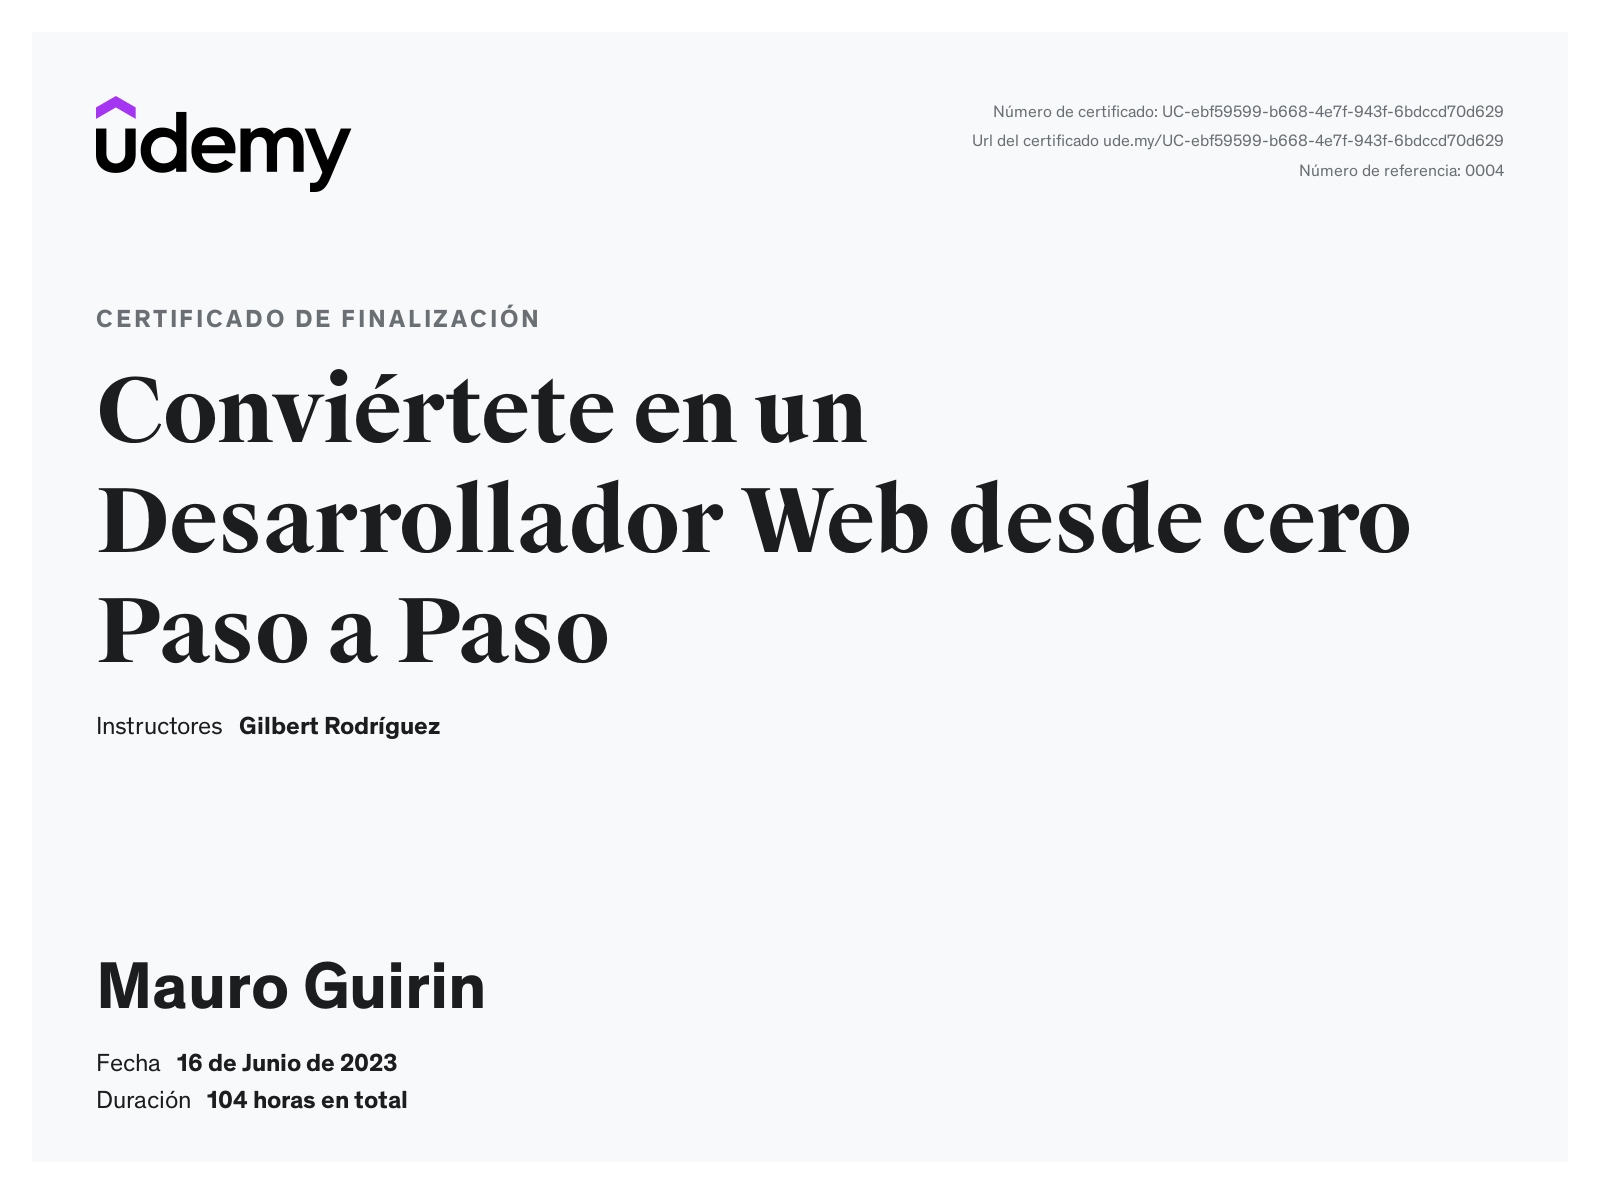 udemy
Número de certificado: UC-ebf59599-b668-4e7f-943f-6bdccd70d629
Url del certificado ude.my/UC-ebf59599-b668-4e7f-943f-6bdccd70d629
Número de referencia: 0004
CERTIFICADO DE FINALIZACIÓN
Conviértete en un
Desarrollador Web desde cero
Paso a Paso
Instructores Gilbert Rodríguez
Mauro Guirin
Fecha 16 de Junio de 2023
Duración 104 horas en total